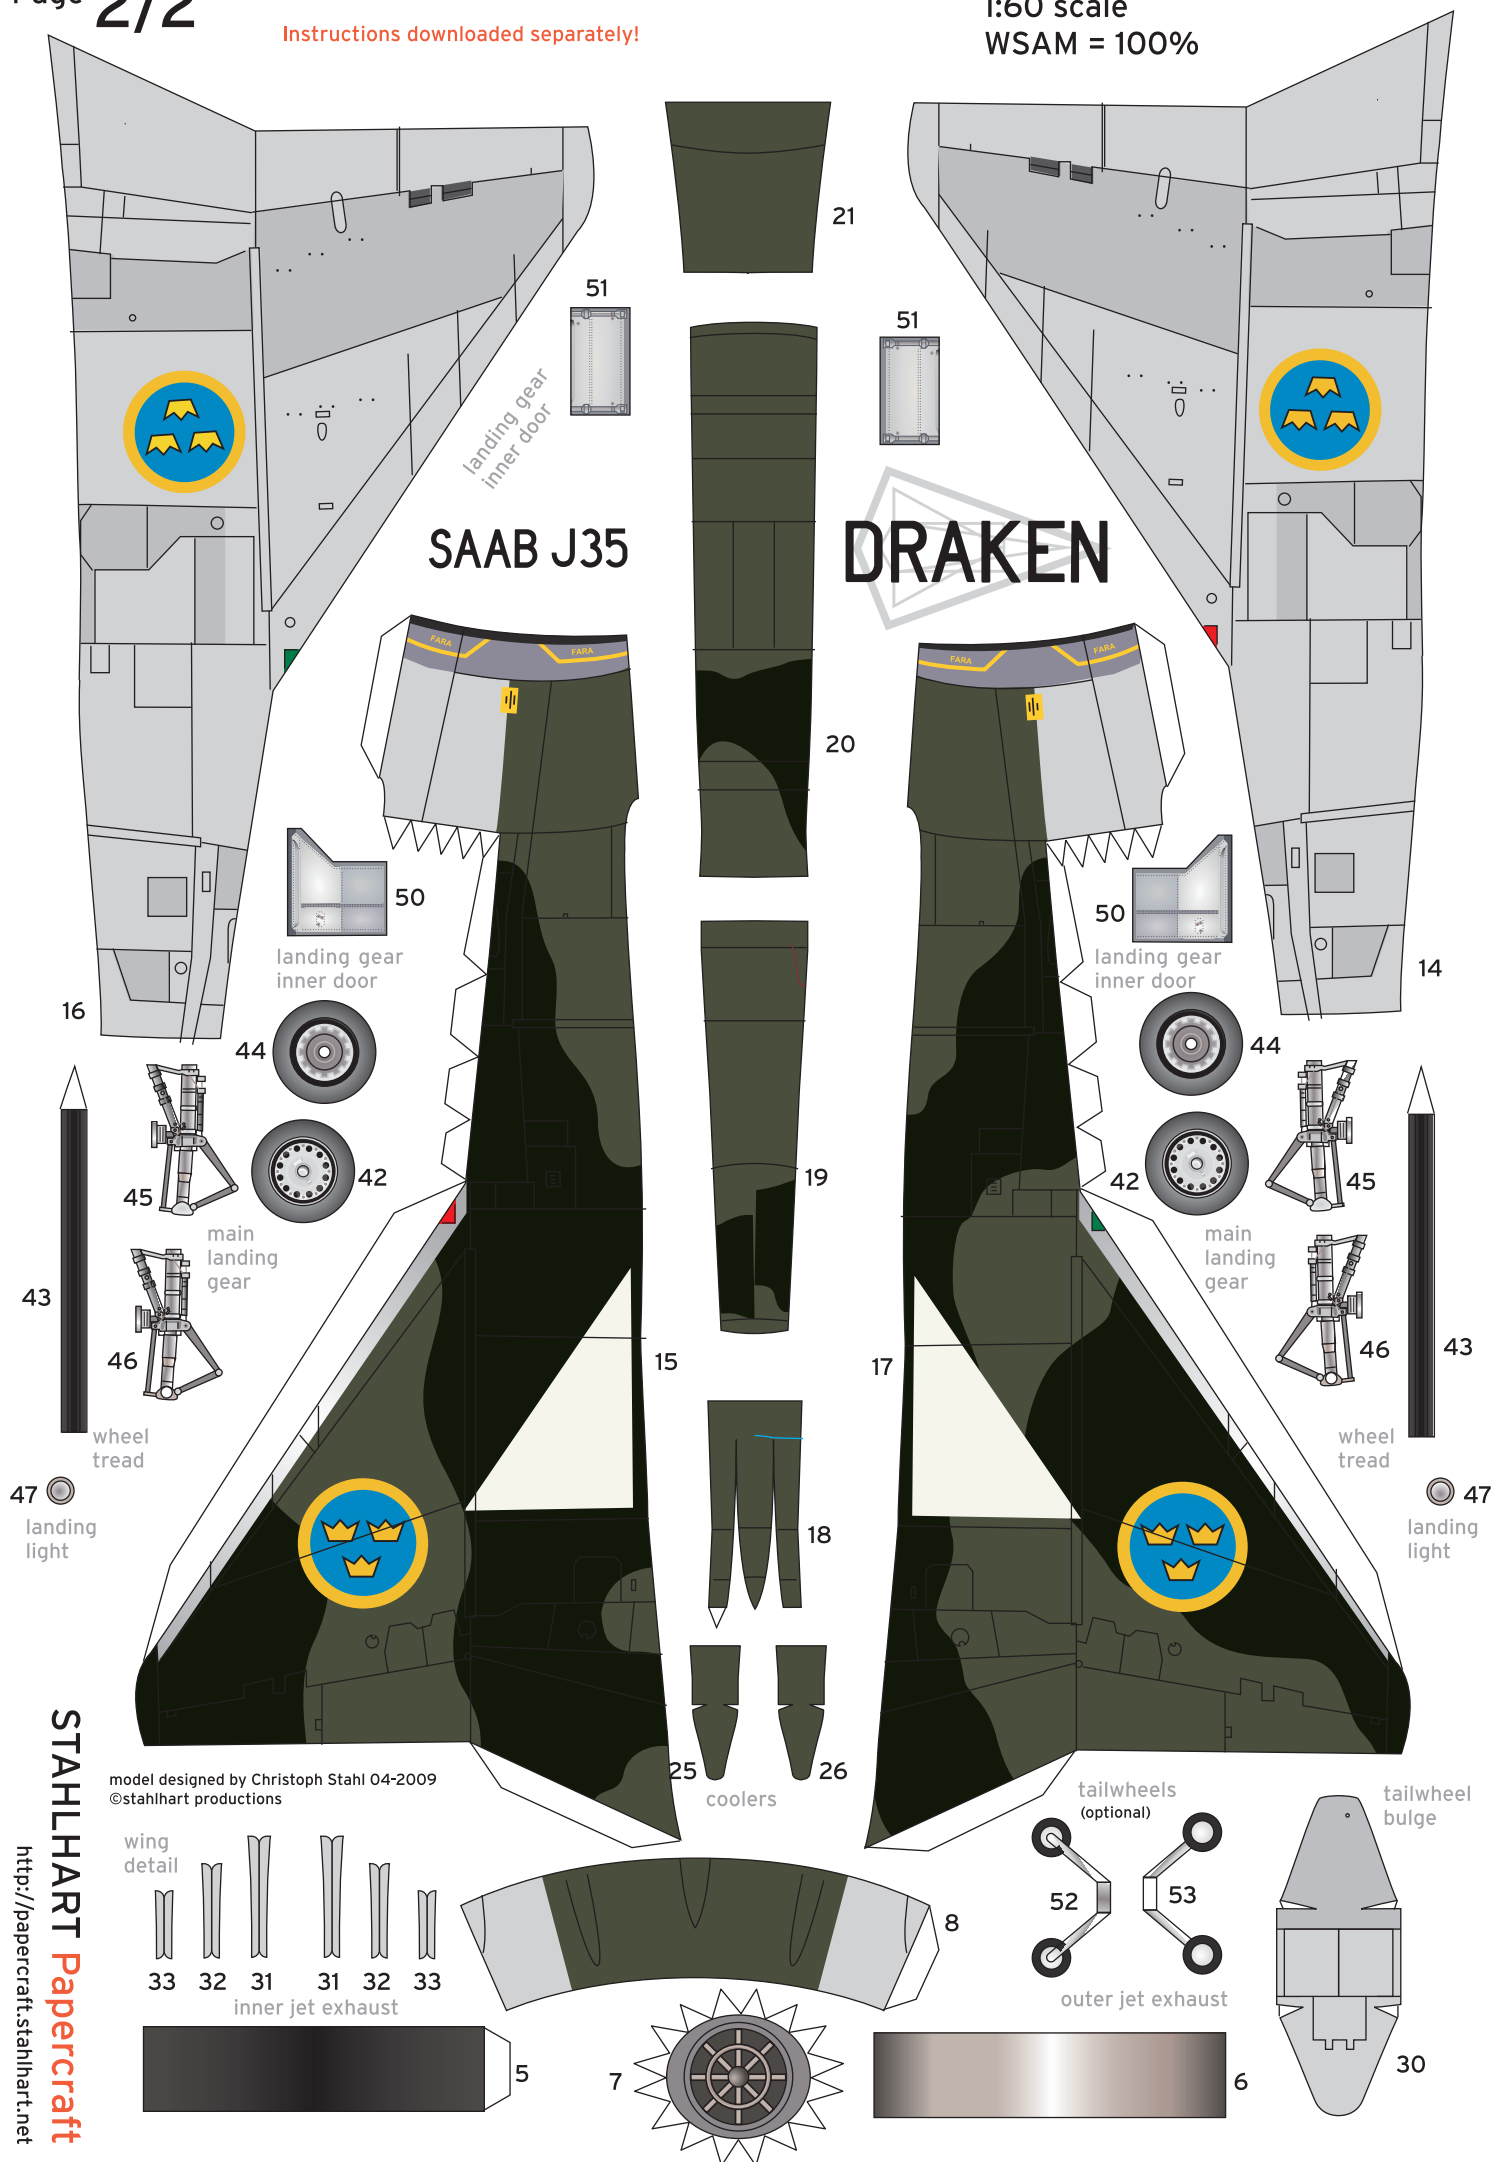 Page 2/2
Instructions downloaded separately!
1:60 scale
WSAM = 100%
21
51
51
landing gear
inner door
SAAB J35
DRAKEN
FARA
FARA
FARA
FARA
20
50
landing gear
inner door
50
landing gear
inner door
16
14
44
44
45
42
main
landing
gear
19
42
45
main
landing
gear
43
46
15
17
46
43
wheel
tread
wheel
tread
47
landing
light
18
47
landing
light
25
26
coolers
model designed by Christoph Stahl 04-2009
©stahlhart productions
tailwheels
(optional)
tailwheel
bulge
wing
detail
52
53
8
33
32
31
31
32
33
inner jet exhaust
outer jet exhaust
5
7
6
30
STAHLHART Papercraft
http://papercraft.stahlhart.net